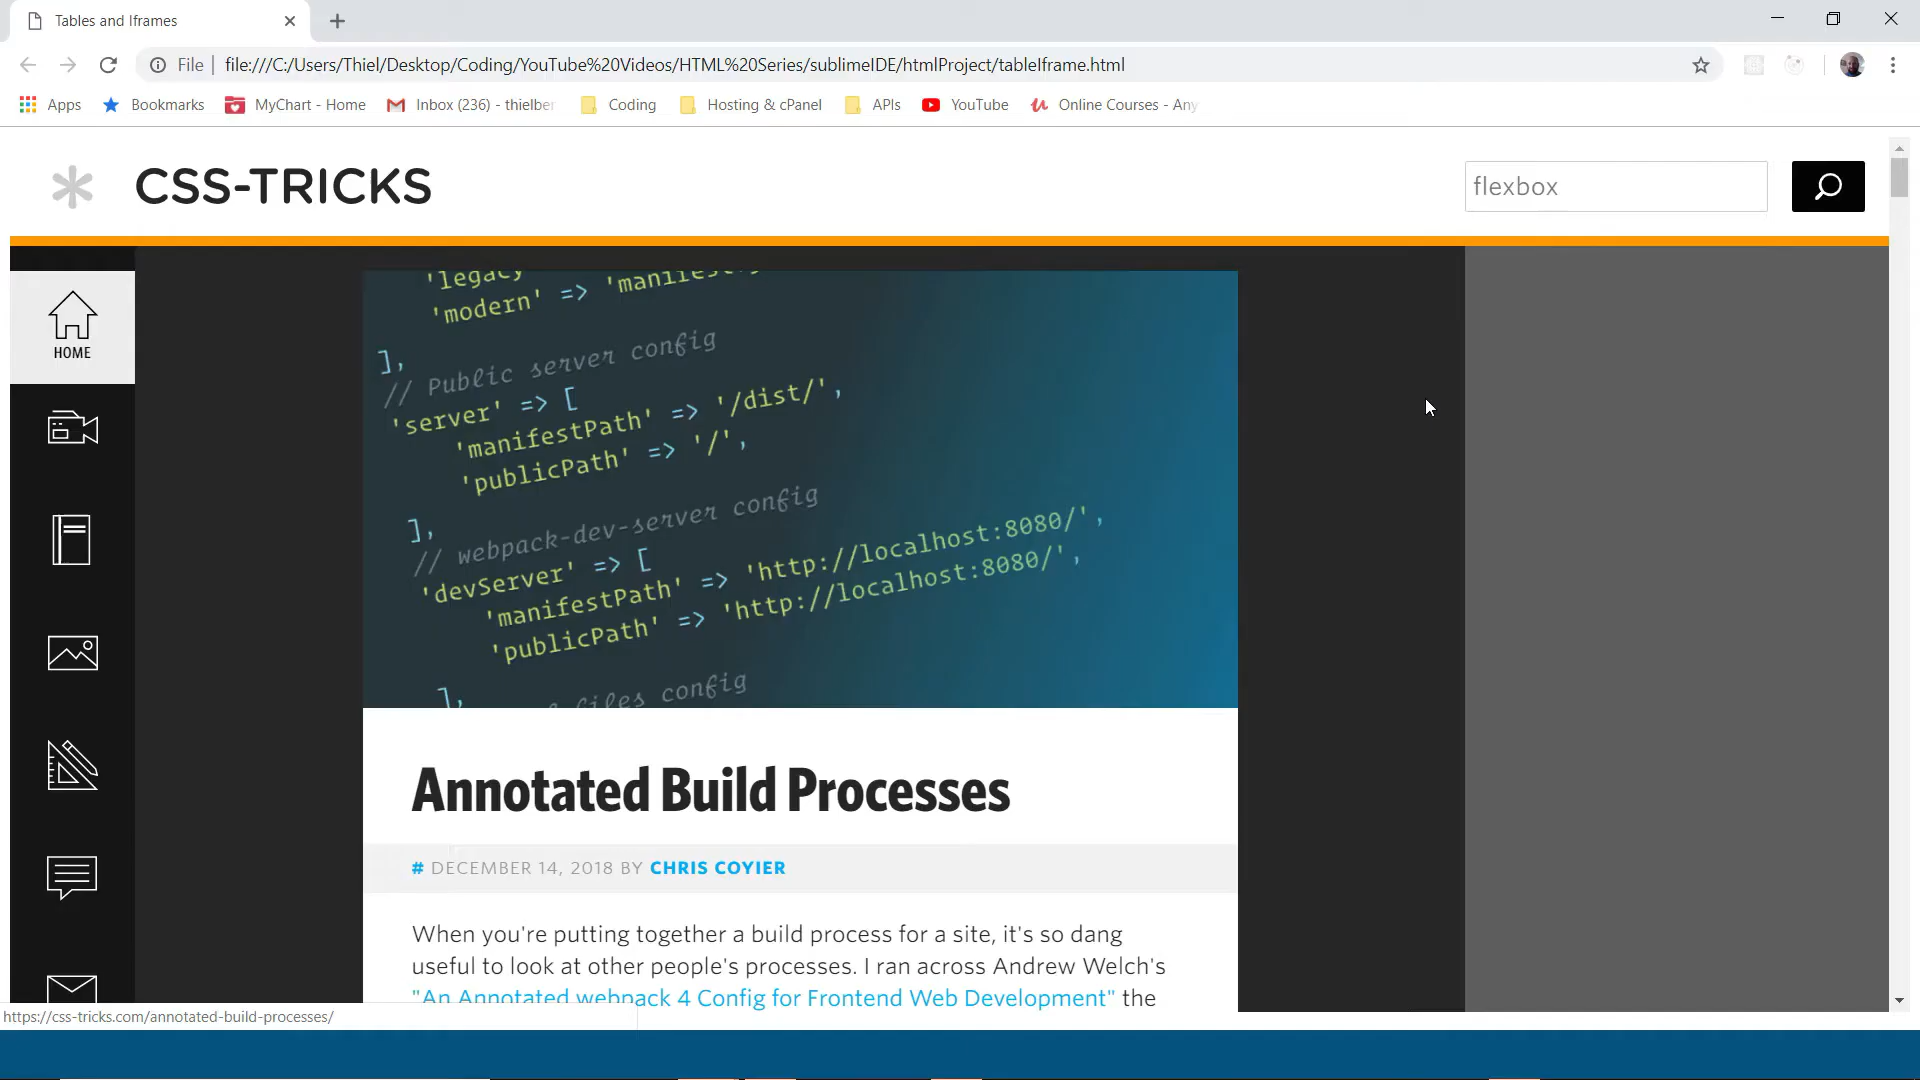 Tables and Iframes
File
file:///C:/Users/Thiel/Desktop/Coding/YouTube%20Videos/HTML%20Series/sublimeIDE/htmlProject/tableIframe.html
Apps Bookmarks MyChart - Home Inbox (236) - thielber Coding Hosting & cPanel APIs YouTube Online Courses - Any
CSS-TRICKS
flexbox
HOME
'legacy
'modern' => 'manifest
],
// Public server config
'server' => [
'manifestPath' => '/dist/',
'publicPath' => '/',
],
// webpack-dev-server config
'devServer' => [
'manifestPath' => 'http://localhost:8080/',
'publicPath' => 'http://localhost:8080/',
],
files config
Annotated Build Processes
# DECEMBER 14, 2018 BY CHRIS COYIER
When you're putting together a build process for a site, it's so dang
useful to look at other people's processes. I ran across Andrew Welch's
"An Annotated webpack 4 Config for Frontend Web Development" the
https://css-tricks.com/annotated-build-processes/